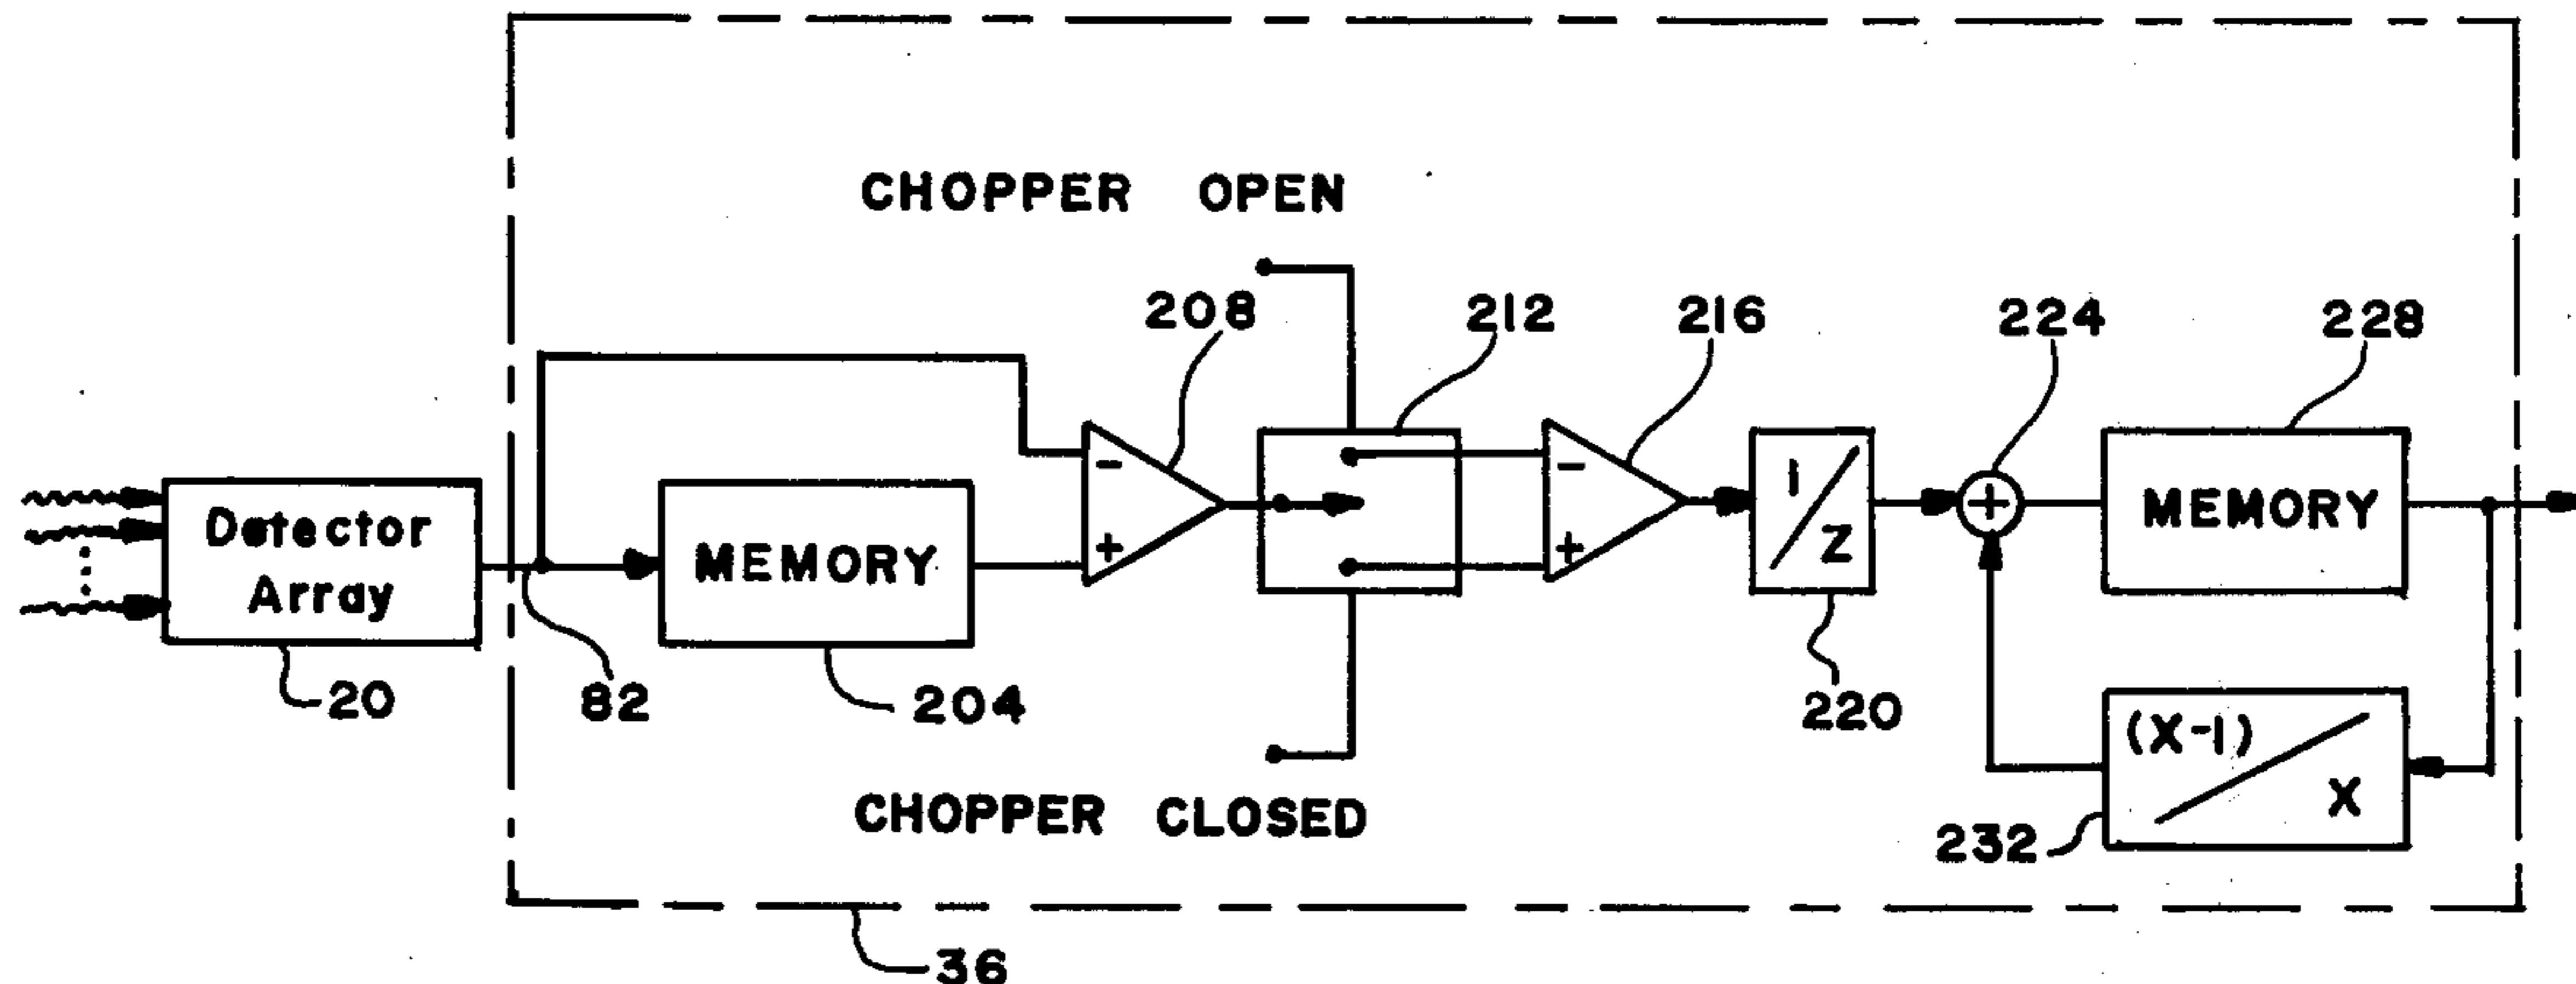 CHOPPER OPEN
208
212
216
224
228
Detector
Array
MEMORY
-
+
-
+
1/Z
+
MEMORY
20
82
204
220
(X-1)/X
232
CHOPPER CLOSED
36